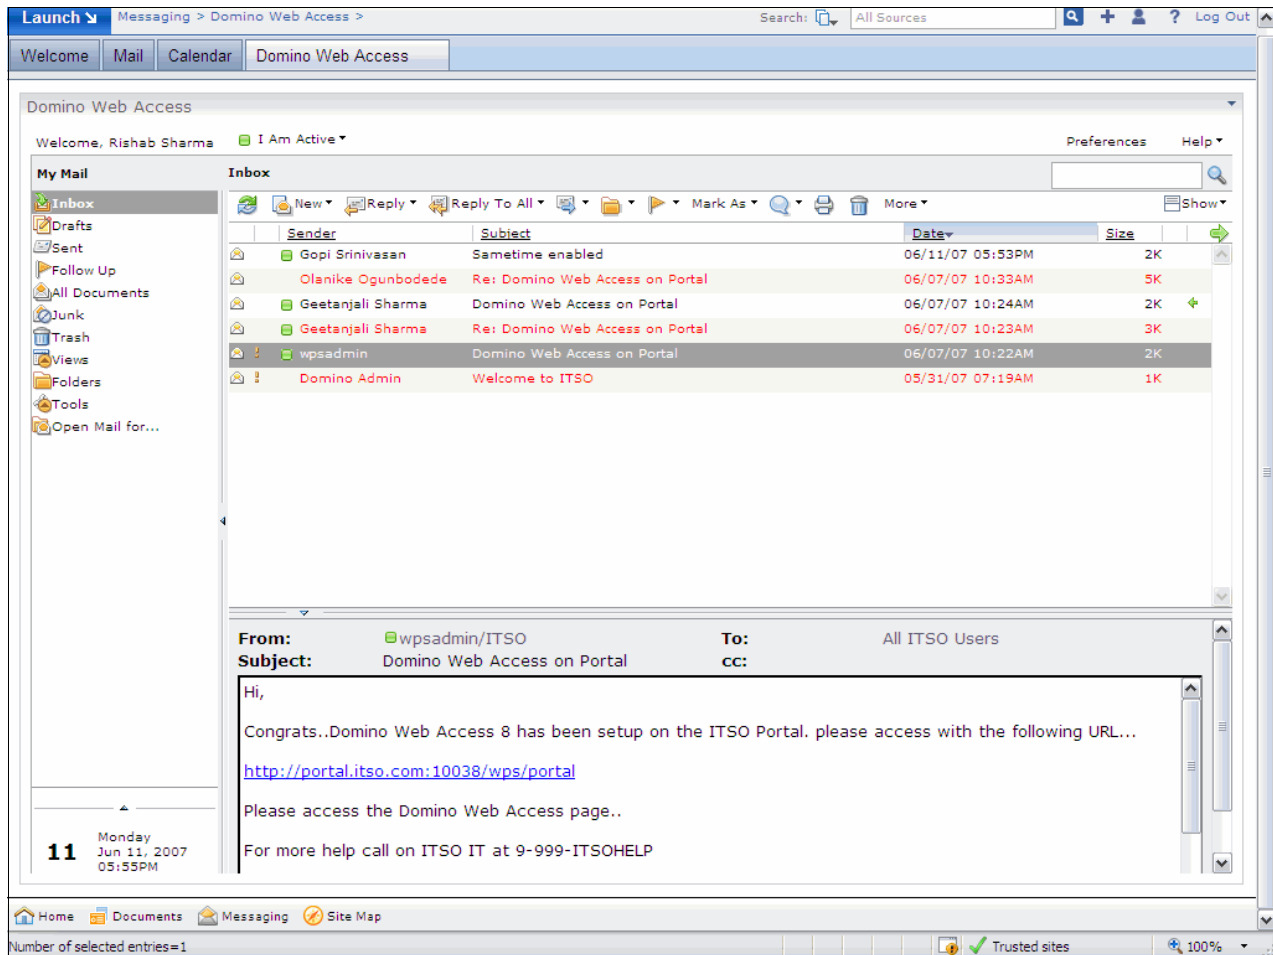 Launch Messaging > Domino Web Access > Search: All Sources ? Log Out
Welcome Mail Calendar Domino Web Access
Domino Web Access
Welcome, Rishab Sharma I Am Active Preferences Help
My Mail Inbox
Inbox
Drafts
Sent
Follow Up
All Documents
Junk
Trash
Views
Folders
Tools
Open Mail for...
New Reply Reply To All Mark As More Show
Sender Subject Date Size
Gopi Srinivasan Sametime enabled 06/11/07 05:53PM 2K
Olanike Ogunbodede Re: Domino Web Access on Portal 06/07/07 10:33AM 5K
Geetanjali Sharma Domino Web Access on Portal 06/07/07 10:24AM 2K
Geetanjali Sharma Re: Domino Web Access on Portal 06/07/07 10:23AM 3K
! wpsadmin Domino Web Access on Portal 06/07/07 10:22AM 2K
! Domino Admin Welcome to ITSO 05/31/07 07:19AM 1K
From: wpsadmin/ITSO To: All ITSO Users
Subject: Domino Web Access on Portal cc:
Hi,
Congrats..Domino Web Access 8 has been setup on the ITSO Portal. please access with the following URL...
http://portal.itso.com:10038/wps/portal
Please access the Domino Web Access page..
For more help call on ITSO IT at 9-999-ITSOHELP
11 Monday
Jun 11, 2007
05:55PM
Home Documents Messaging Site Map
Number of selected entries=1 Trusted sites 100%